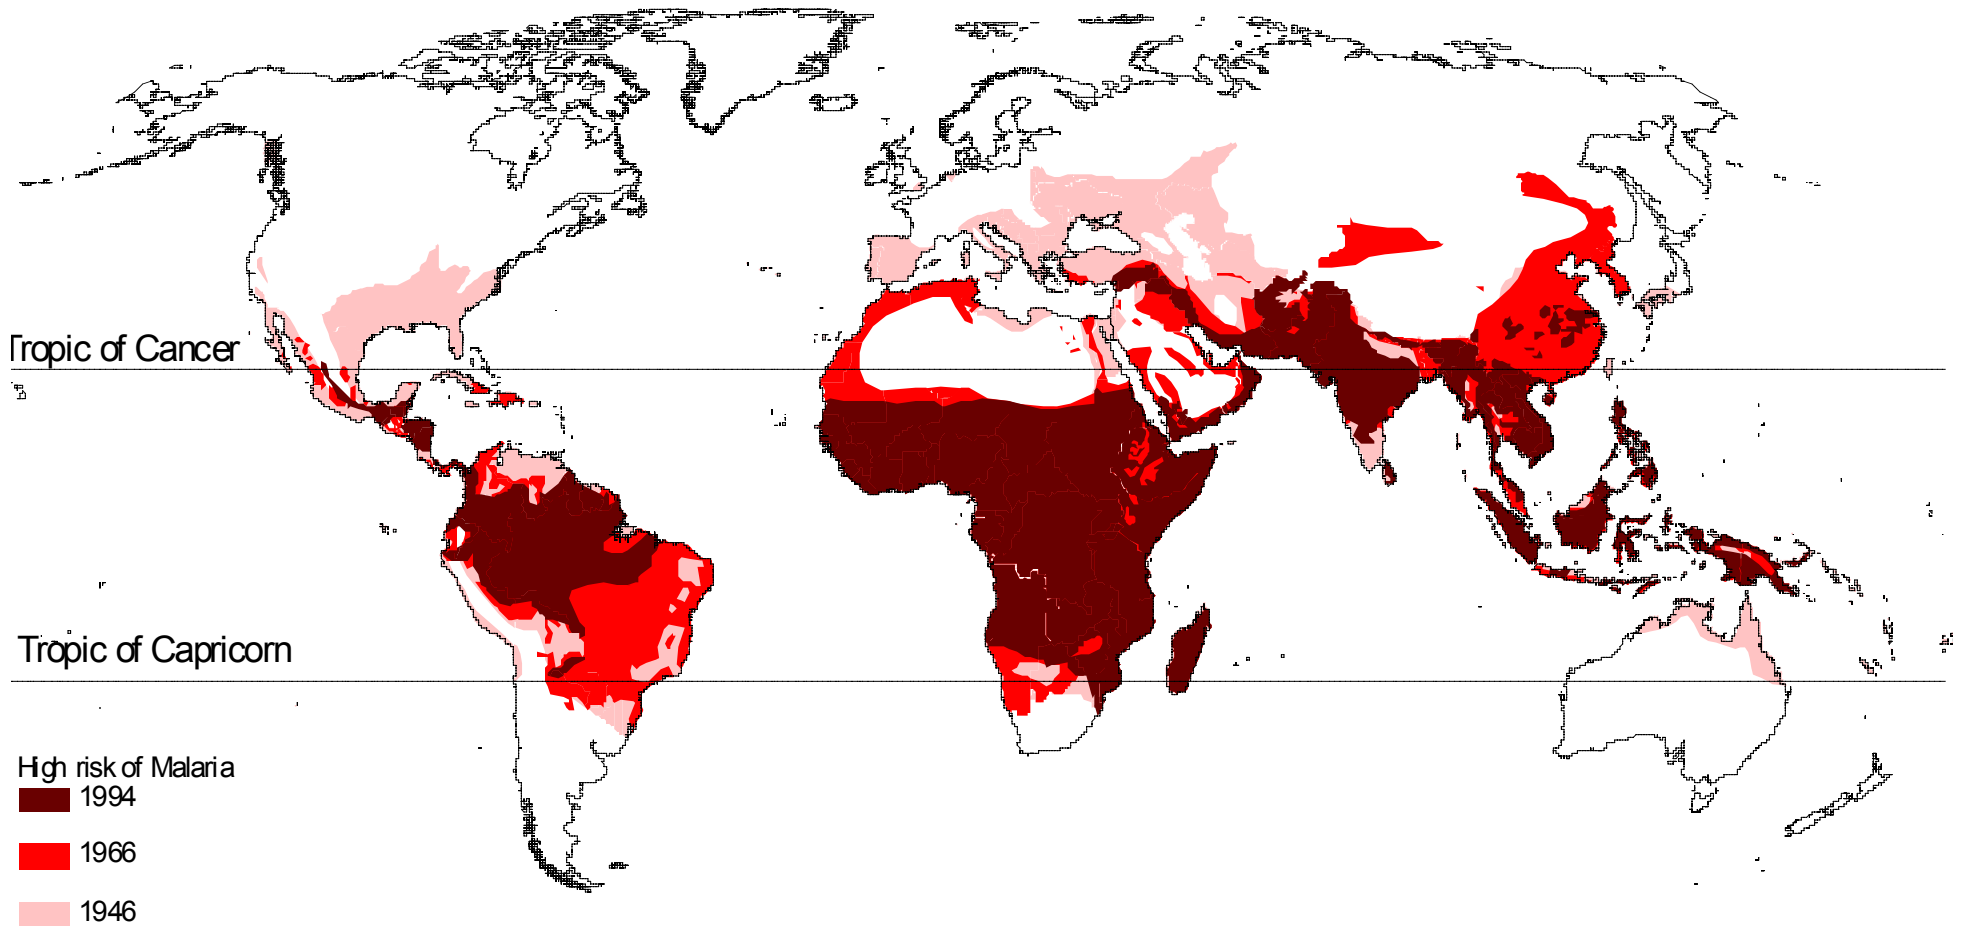 Tropic of Cancer
Tropic of Capricorn
High risk of Malaria
1994
1966
1946